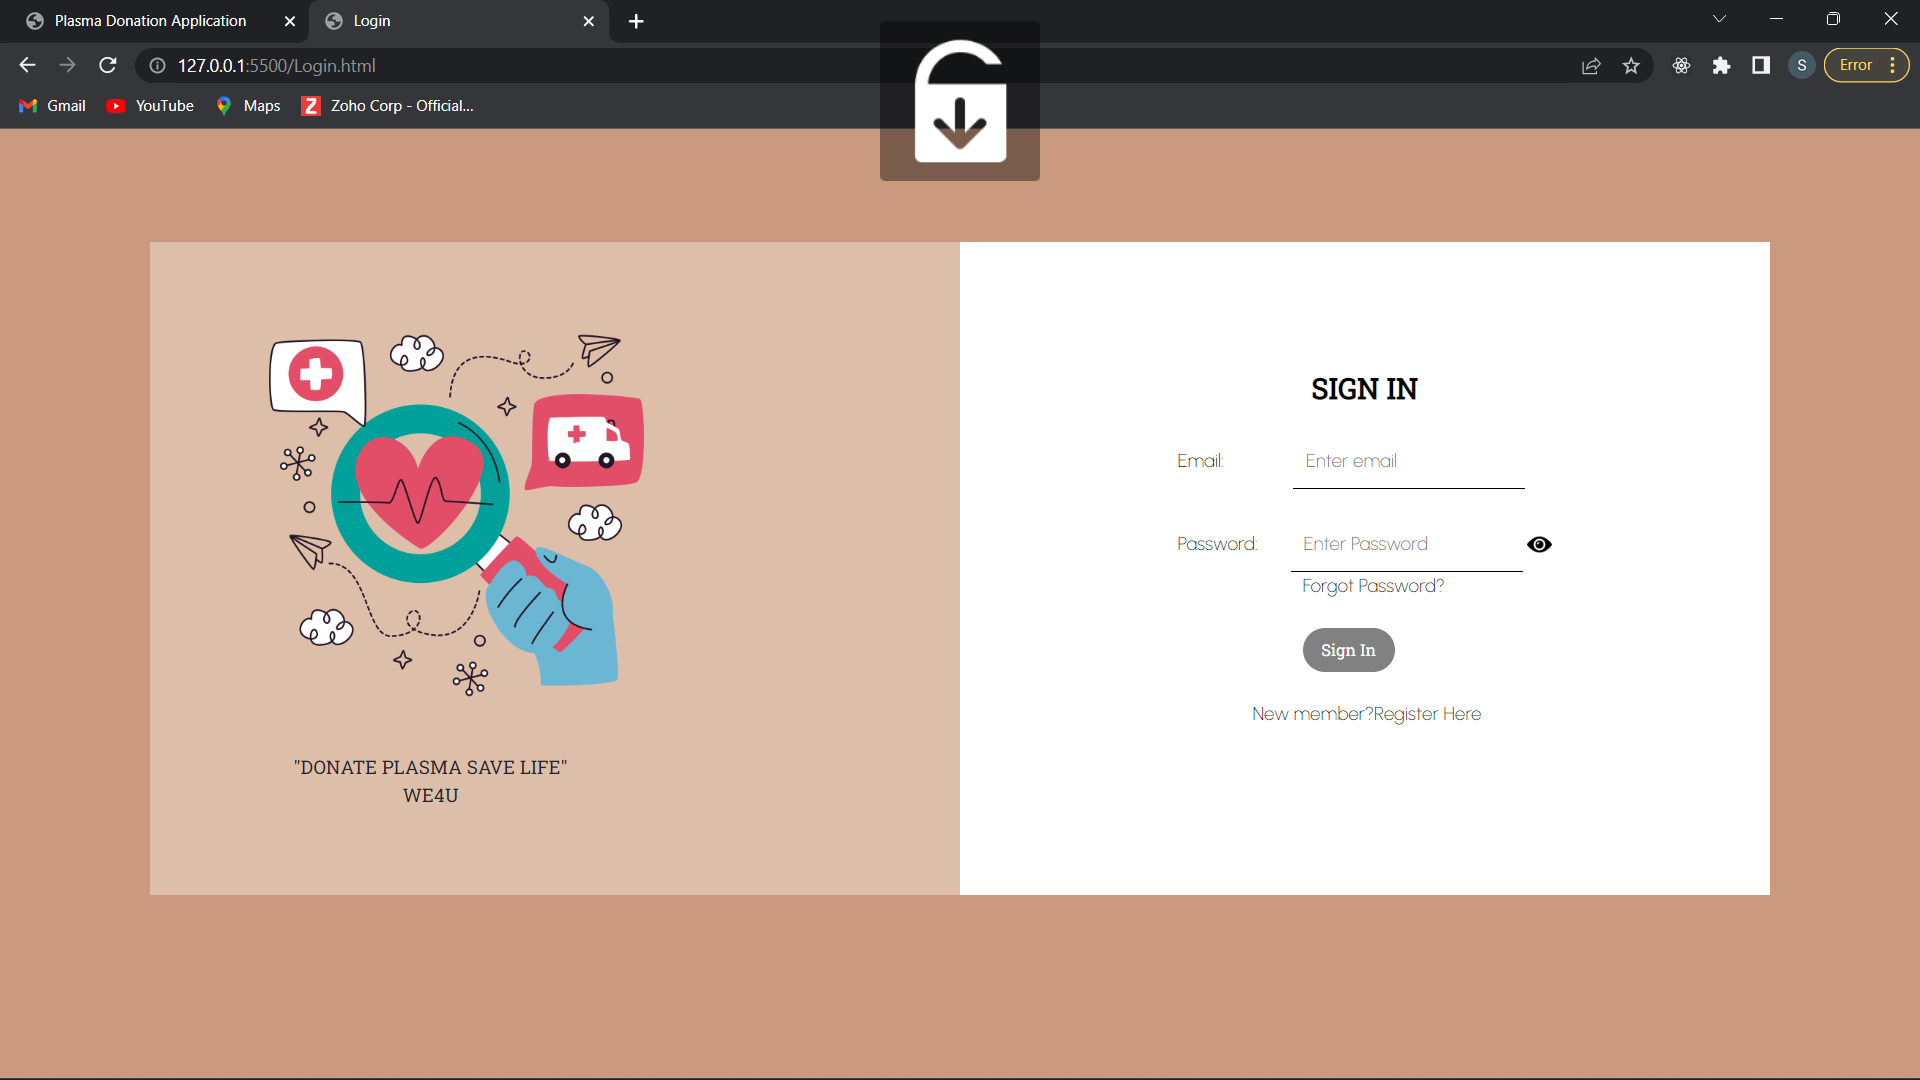 Plasma Donation Application
Login
127.0.0.1:5500/Login.html
S
Error
Gmail
YouTube
Maps
Z
Zoho Corp - Official...
SIGN IN
Email:
Enter email
Password:
Enter Password
Forgot Password?
Sign In
New member?Register Here
"DONATE PLASMA SAVE LIFE"
WE4U